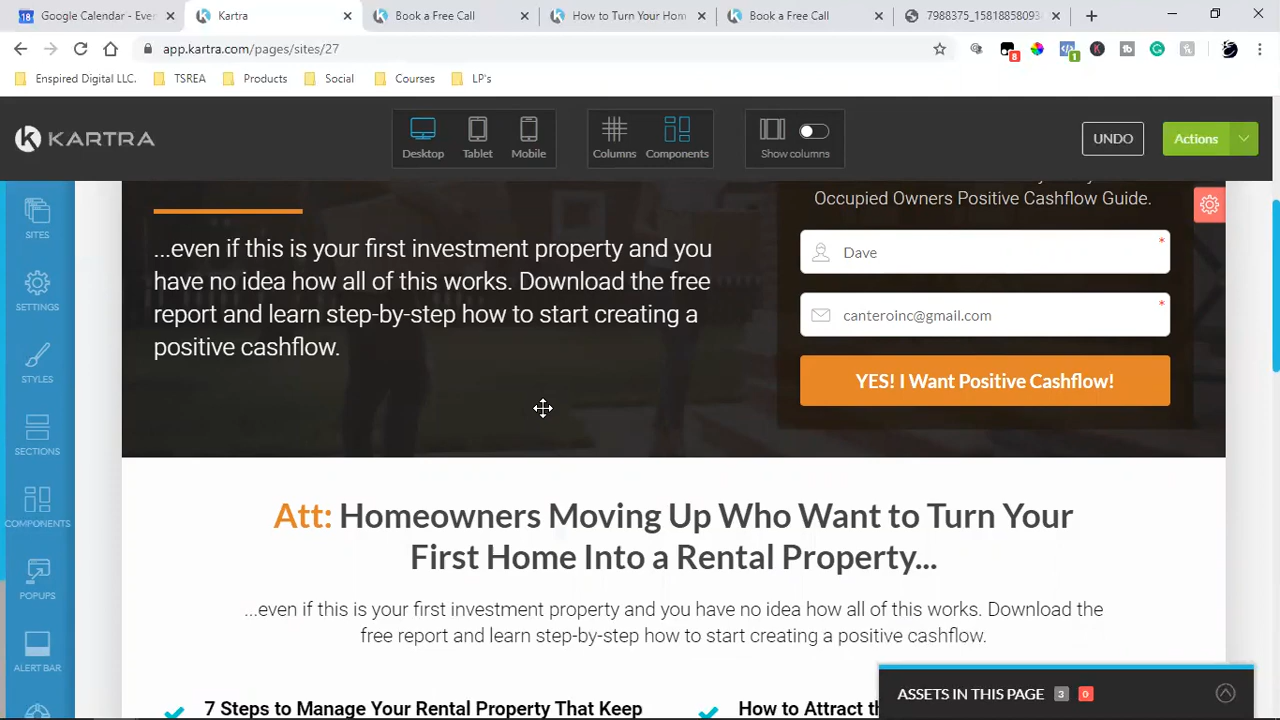 18 Google Calendar - Ever
Kartra
Book a Free Call
How to Turn Your Hom
Book a Free Call
7988375_15818858093
app.kartra.com/pages/sites/27
8
1
Enspired Digital LLC.
TSREA
Products
Social
Courses
LP's
KARTRA
Desktop
Tablet
Mobile
Columns
Components
Show columns
UNDO
Actions
SITES
SETTINGS
STYLES
SECTIONS
COMPONENTS
POPUPS
ALERT BAR
...even if this is your first investment property and you
have no idea how all of this works. Download the free
report and learn step-by-step how to start creating a
positive cashflow.
Occupied Owners Positive Cashflow Guide.
Dave *
canteroinc@gmail.com *
YES! I Want Positive Cashflow!
Att: Homeowners Moving Up Who Want to Turn Your
First Home Into a Rental Property...
...even if this is your first investment property and you have no idea how all of this works. Download the
free report and learn step-by-step how to start creating a positive cashflow.
7 Steps to Manage Your Rental Property That Keep
How to Attract
ASSETS IN THIS PAGE 3 0